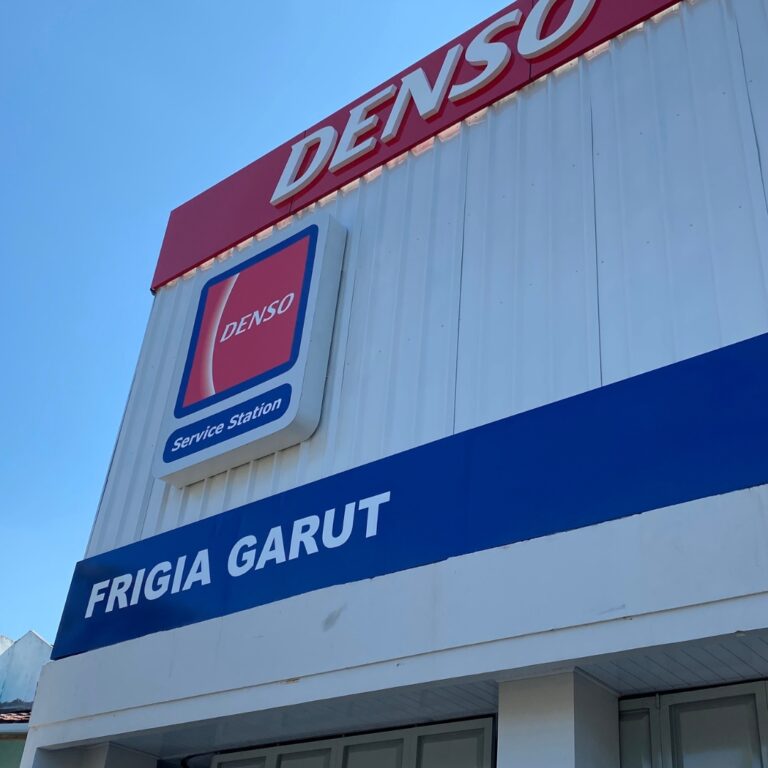 DENSO
DENSO
Service Station
FRIGIA GARUT